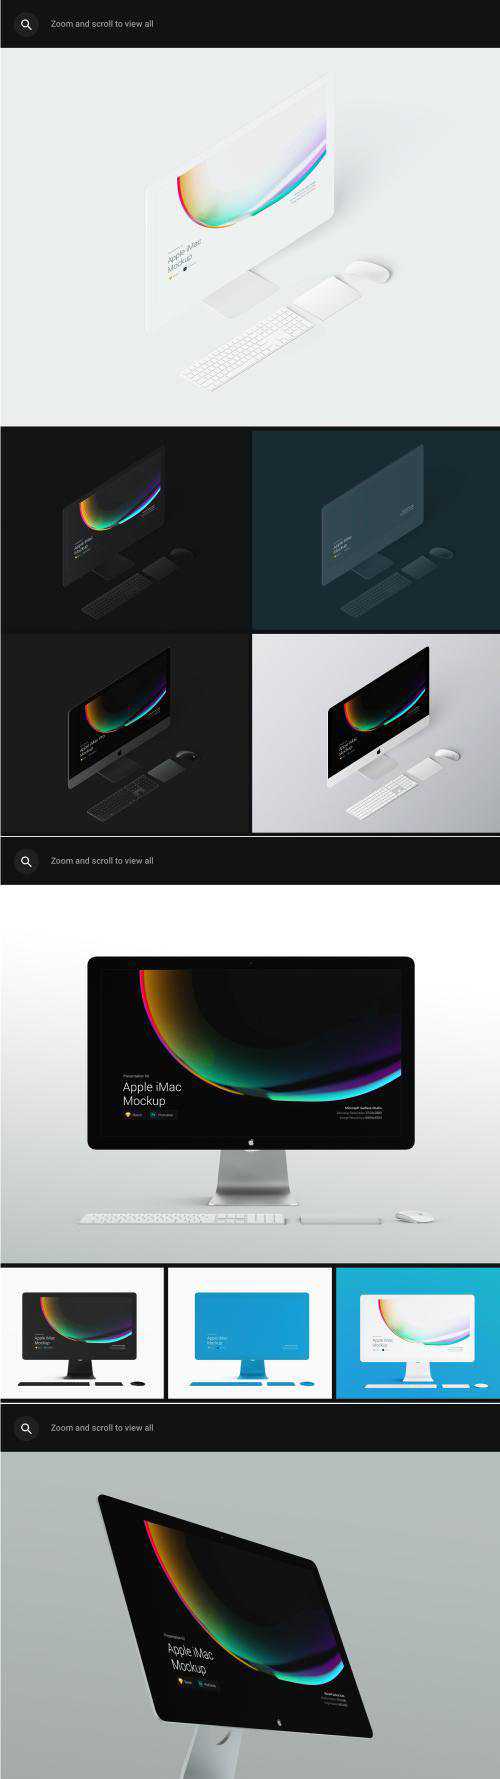 Zoom and scroll to view all
Apple iMac
Mockup
Apple iMac
Mockup
Apple iMac
Mockup
Apple iMac Pro
Mockup
Apple iMac
Mockup
Zoom and scroll to view all
Presentation Kit
Apple iMac
Mockup
Sketch
Photoshop
Microsoft Surface Studio
Apple iMac
Mockup
Apple iMac
Mockup
Apple iMac
Mockup
Zoom and scroll to view all
Presentation Kit
Apple iMac
Mockup
Sketch
Photoshop